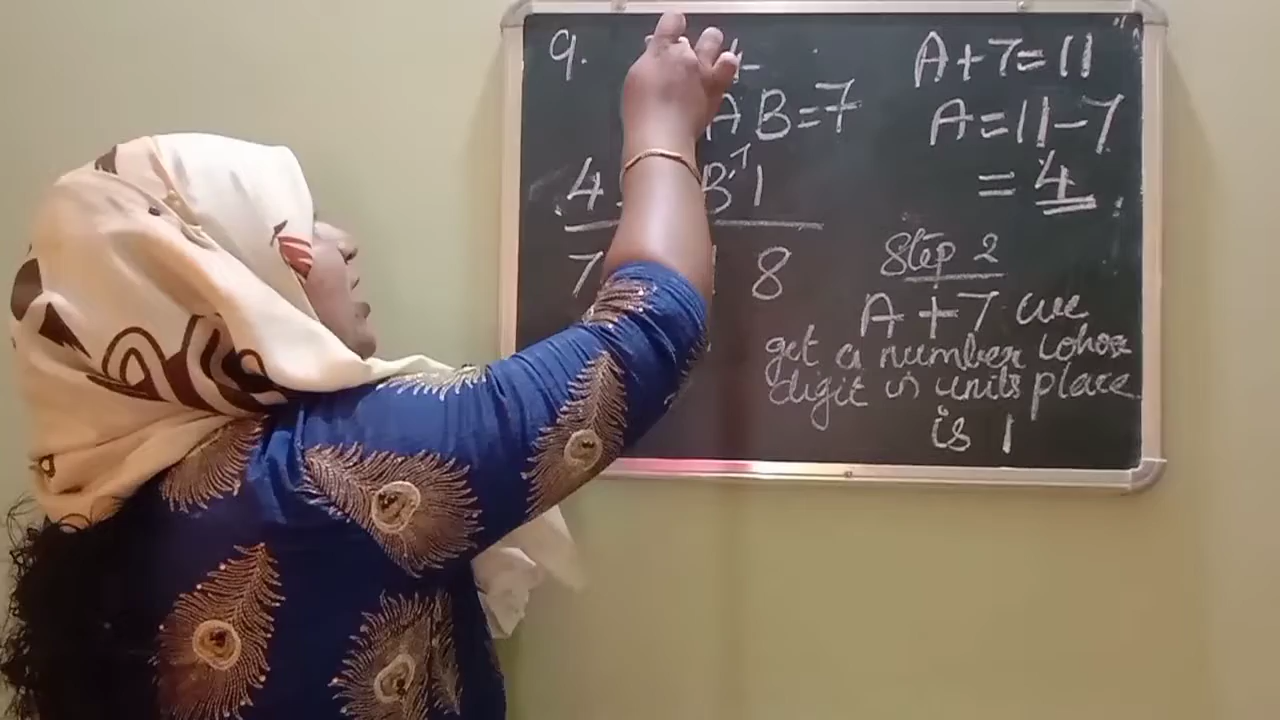 9.
A B=7
4 B 7 1
7 8
A+7=11
A=11-7
= 4
Step 2
A+7 we
get a number whose
digit in units place
is 1